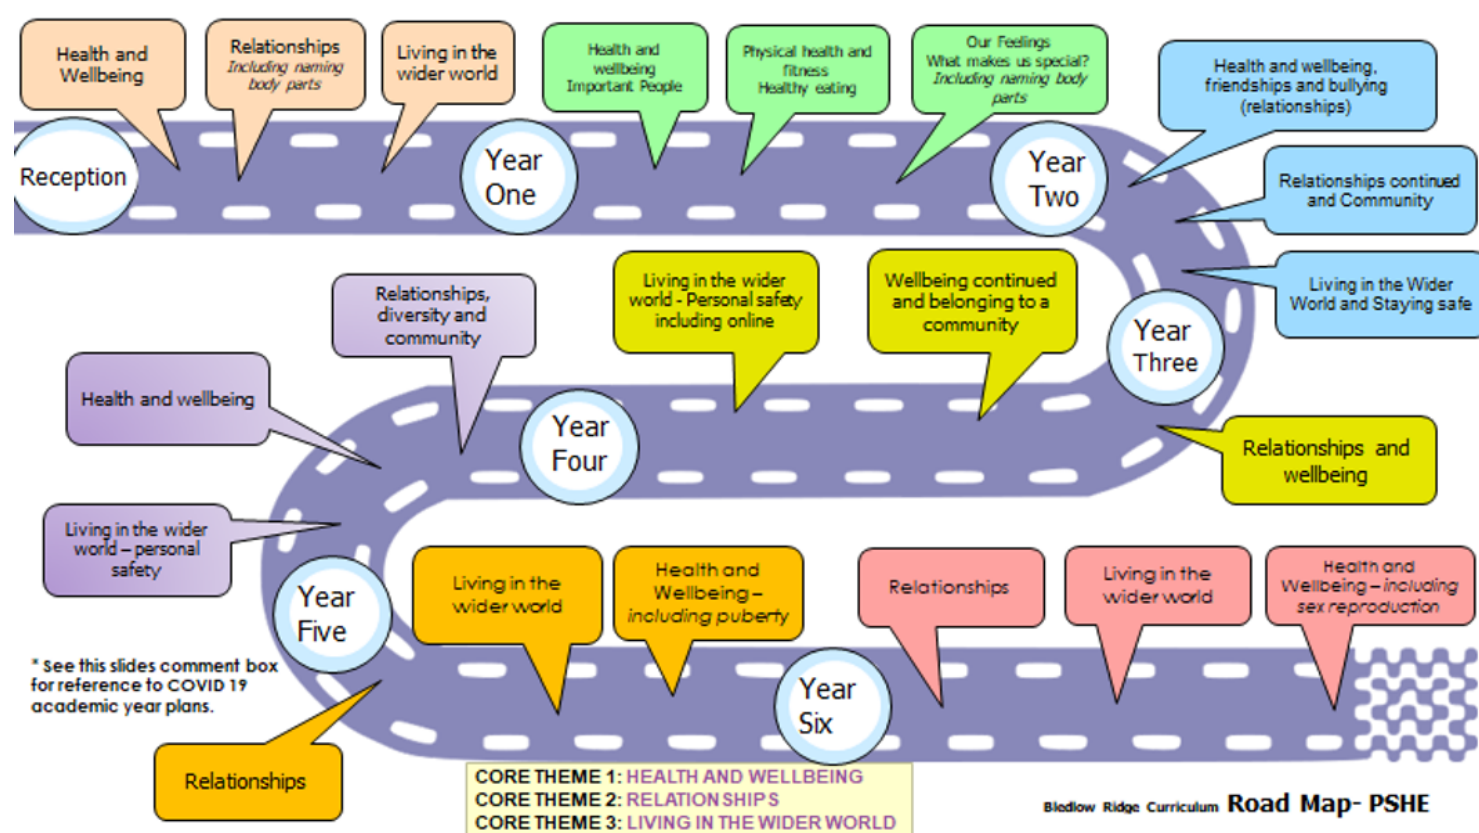 Reception
Health and
Wellbeing
Relationships
Including naming
body parts
Living in the
wider world
Year
One
Health and
wellbeing
Important People
Physical health and
fitness
Healthy eating
Our Feelings
What makes us special?
Including naming body
parts
Year
Two
Health and wellbeing,
friendships and bullying
(relationships)
Relationships continued
and Community
Living in the Wider
World and Staying safe
Year
Three
Relationships and
wellbeing
Wellbeing continued
and belonging to a
community
Living in the wider
world - Personal safety
including online
Year
Four
Relationships,
diversity and
community
Health and wellbeing
Living in the wider
world – personal
safety
Year
Five
Relationships
Living in the
wider world
Health and
Wellbeing –
including puberty
Year
Six
Relationships
Living in the
wider world
Health and
Wellbeing – including
sex reproduction
* See this slides comment box
for reference to COVID 19
academic year plans.
CORE THEME 1: HEALTH AND WELLBEING
CORE THEME 2: RELATIONSHIPS
CORE THEME 3: LIVING IN THE WIDER WORLD
Bledlow Ridge Curriculum Road Map- PSHE